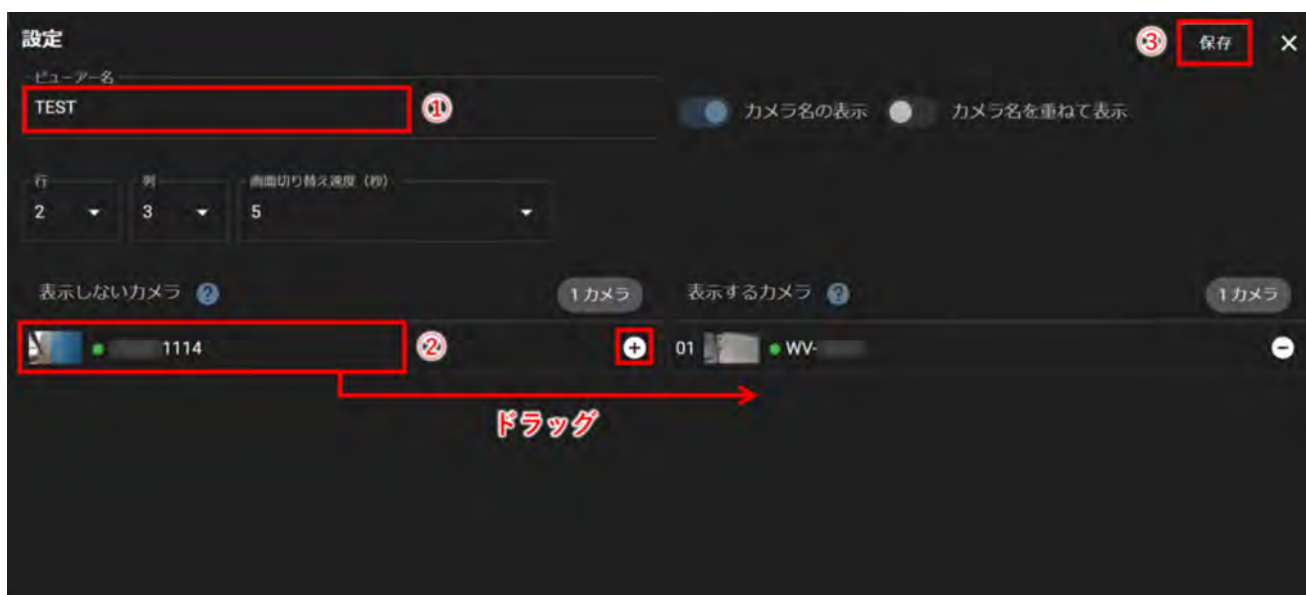 設定
③ 保存 ×
ビューアー名
TEST ①
カメラ名の表示 カメラ名を重ねて表示
行 列 画面切り替え速度（秒）
2 3 5
表示しないカメラ ? 1カメラ
表示するカメラ ? 1カメラ
1114 ②
01 WV-
ドラッグ